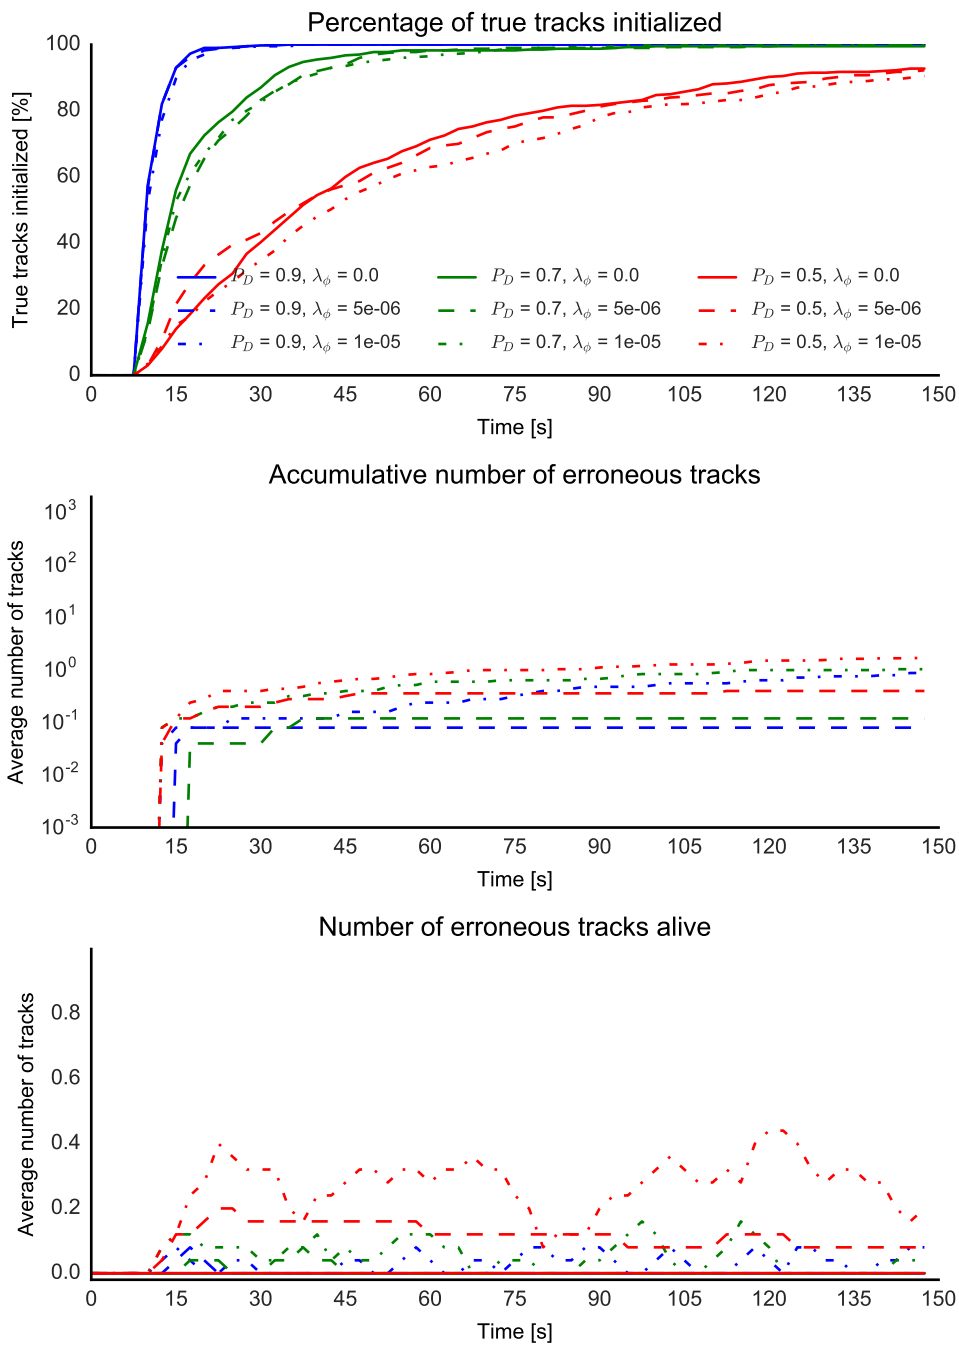 Percentage of true tracks initialized
True tracks initialized [%]
100
80
60
40
20
0
P_D = 0.9, λ_ϕ = 0.0
P_D = 0.7, λ_ϕ = 0.0
P_D = 0.5, λ_ϕ = 0.0
P_D = 0.9, λ_ϕ = 5e-06
P_D = 0.7, λ_ϕ = 5e-06
P_D = 0.5, λ_ϕ = 5e-06
P_D = 0.9, λ_ϕ = 1e-05
P_D = 0.7, λ_ϕ = 1e-05
P_D = 0.5, λ_ϕ = 1e-05
0 15 30 45 60 75 90 105 120 135 150
Time [s]
Accumulative number of erroneous tracks
Average number of tracks
10^3
10^2
10^1
10^0
10^-1
10^-2
10^-3
0 15 30 45 60 75 90 105 120 135 150
Time [s]
Number of erroneous tracks alive
Average number of tracks
0.8
0.6
0.4
0.2
0.0
0 15 30 45 60 75 90 105 120 135 150
Time [s]